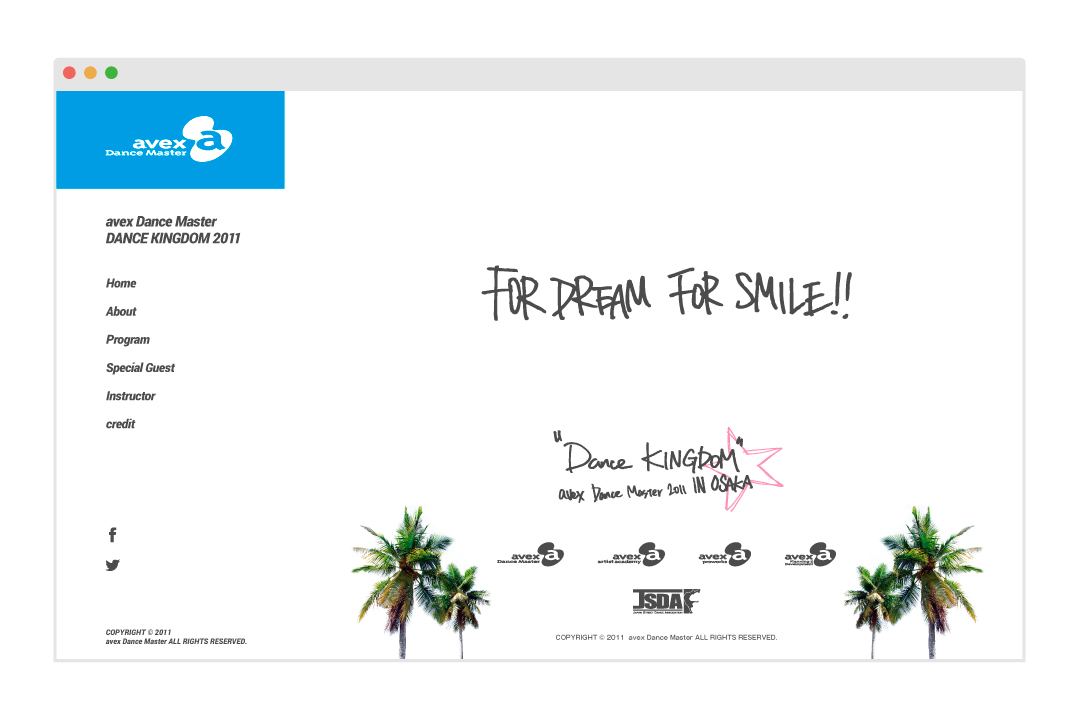 avex a
Dance Master
avex Dance Master
DANCE KINGDOM 2011
Home
About
Program
Special Guest
Instructor
credit
COPYRIGHT © 2011
avex Dance Master ALL RIGHTS RESERVED.
FOR DREAM FOR SMILE!!
"Dance KINGDOM"
avex Dance Master 2011 IN OSAKA
avex a
Dance Master
avex a
artist academy
avex a
proworks
avex a
Planning &
Development
JSDA
COPYRIGHT © 2011 avex Dance Master ALL RIGHTS RESERVED.